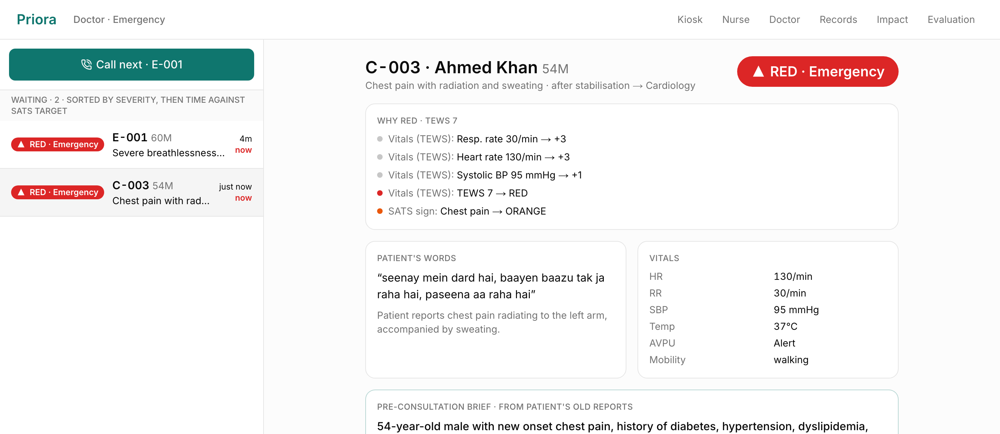 Priora Doctor · Emergency Kiosk Nurse Doctor Records Impact Evaluation
Call next · E-001
WAITING · 2 · SORTED BY SEVERITY, THEN TIME AGAINST
SATS TARGET
RED · Emergency E-001 60M 4m
Severe breathlessness... now
RED · Emergency C-003 54M just now
Chest pain with rad... now
C-003 · Ahmed Khan 54M
RED · Emergency
Chest pain with radiation and sweating · after stabilisation → Cardiology
WHY RED · TEWS 7
Vitals (TEWS): Resp. rate 30/min → +3
Vitals (TEWS): Heart rate 130/min → +3
Vitals (TEWS): Systolic BP 95 mmHg → +1
Vitals (TEWS): TEWS 7 → RED
SATS sign: Chest pain → ORANGE
PATIENT'S WORDS
“seenay mein dard hai, baayen baazu tak ja
raha hai, paseena aa raha hai”
Patient reports chest pain radiating to the left arm,
accompanied by sweating.
VITALS
HR 130/min
RR 30/min
SBP 95 mmHg
Temp 37°C
AVPU Alert
Mobility walking
PRE-CONSULTATION BRIEF · FROM PATIENT'S OLD REPORTS
54-year-old male with new onset chest pain, history of diabetes, hypertension, dyslipidemia,